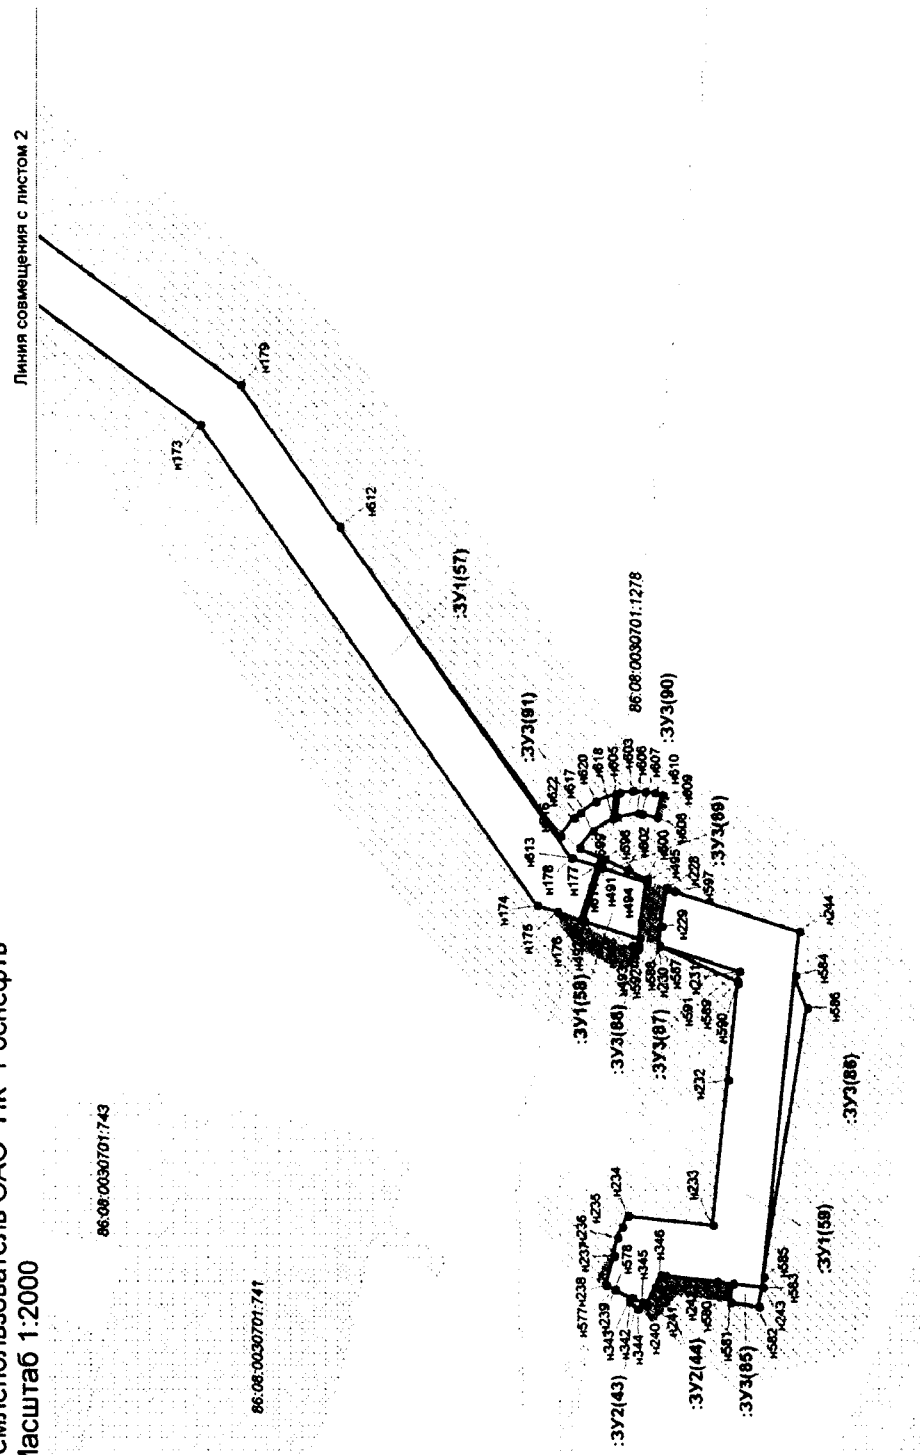 Линия совмещения с листом 2
Масштаб 1:2000
86:08:0030701:743
86:08:0030701:741
86:08:0030701:1278
н173
н179
н612
:ЗУ1(57)
:ЗУ3(91)
:ЗУ3(90)
:ЗУ3(89)
н174
н175
н176
н613
н178
н177
н622
н617
н620
н618
н605
н603
н606
н607
н610
н609
н608
н602
н600
н495
н228
н597
н491
н494
н229
н244
н584
н586
:ЗУ1(58)
:ЗУ3(88)
:ЗУ3(87)
:ЗУ3(86)
н592
н588
н587
н230
н231
н591
н589
н590
н232
н233
н234
н235
н236
н237
н238
н577
н578
н239
н343
н342
н344
н345
н346
н240
н241
н580
н581
н582
н243
н583
н585
:ЗУ1(59)
:ЗУ2(43)
:ЗУ2(44)
:ЗУ3(85)